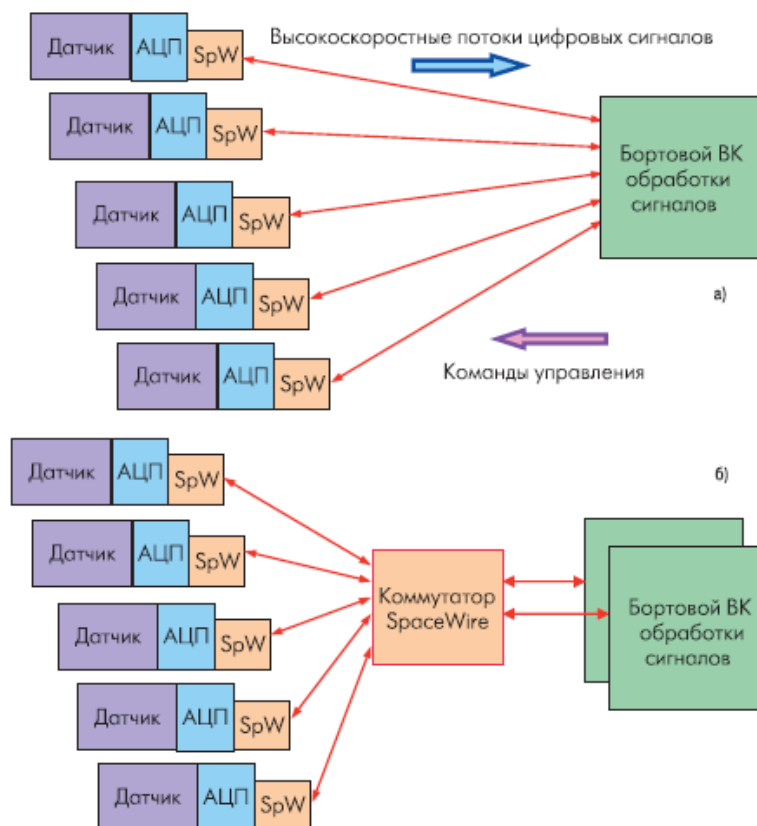 Высокоскоростные потоки цифровых сигналов
Датчик АЦП SpW
Датчик АЦП SpW
Датчик АЦП SpW
Датчик АЦП SpW
Датчик АЦП SpW
Бортовой ВК
обработки
сигналов
а)
Команды управления
б)
Датчик АЦП SpW
Датчик АЦП SpW
Датчик АЦП SpW
Датчик АЦП SpW
Датчик АЦП SpW
Коммутатор
SpaceWire
Бортовой ВК
обработки
сигналов